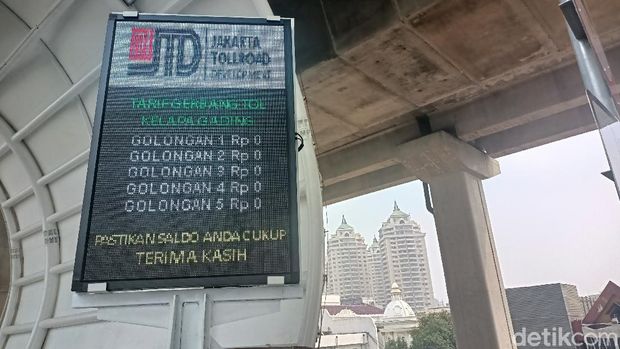 JTD
JAKARTA
TOLLROAD
DEVELOPMENT
TARIF GERBANG TOL
KELAPA GADING
GOLONGAN 1 Rp 0
GOLONGAN 2 Rp 0
GOLONGAN 3 Rp 0
GOLONGAN 4 Rp 0
GOLONGAN 5 Rp 0
PASTIKAN SALDO ANDA CUKUP
TERIMA KASIH
detikcom